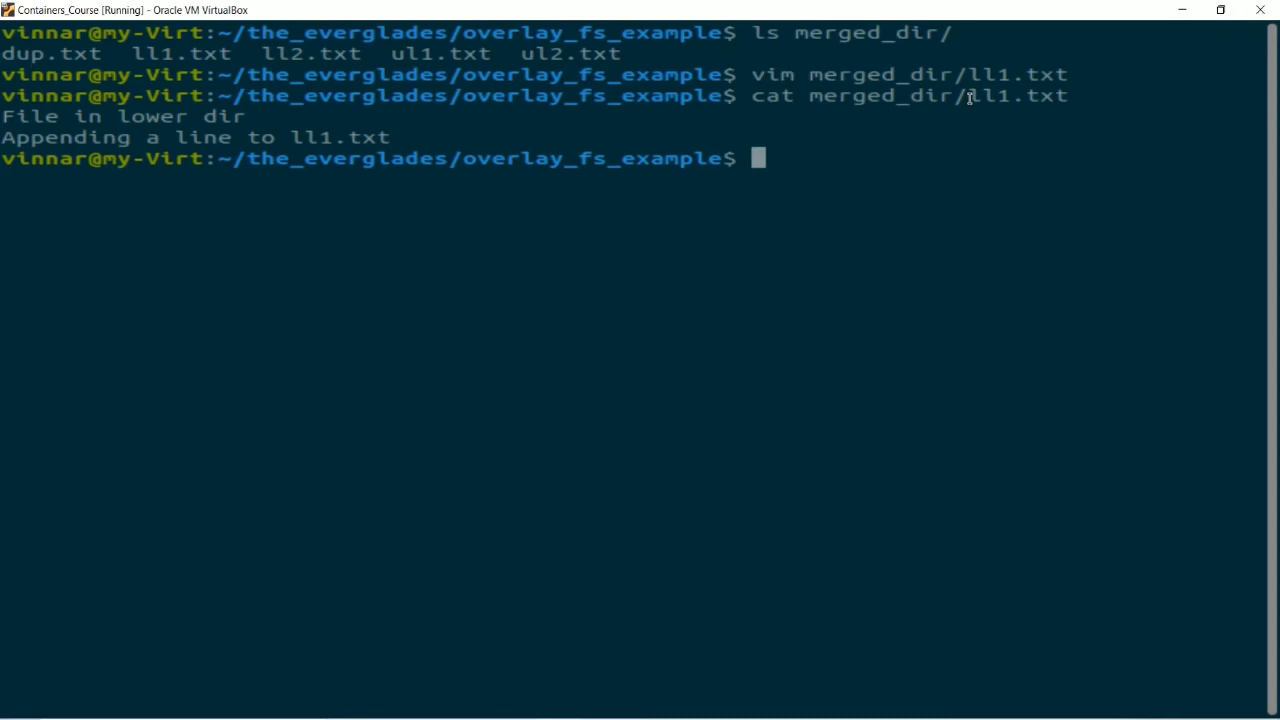 Containers_Course [Running] - Oracle VM VirtualBox
vinnar@my-Virt:~/the_everglades/overlay_fs_example$ ls merged_dir/
dup.txt  ll1.txt  ll2.txt  ul1.txt  ul2.txt
vinnar@my-Virt:~/the_everglades/overlay_fs_example$ vim merged_dir/ll1.txt
vinnar@my-Virt:~/the_everglades/overlay_fs_example$ cat merged_dir/ll1.txt
File in lower dir
Appending a line to ll1.txt
vinnar@my-Virt:~/the_everglades/overlay_fs_example$